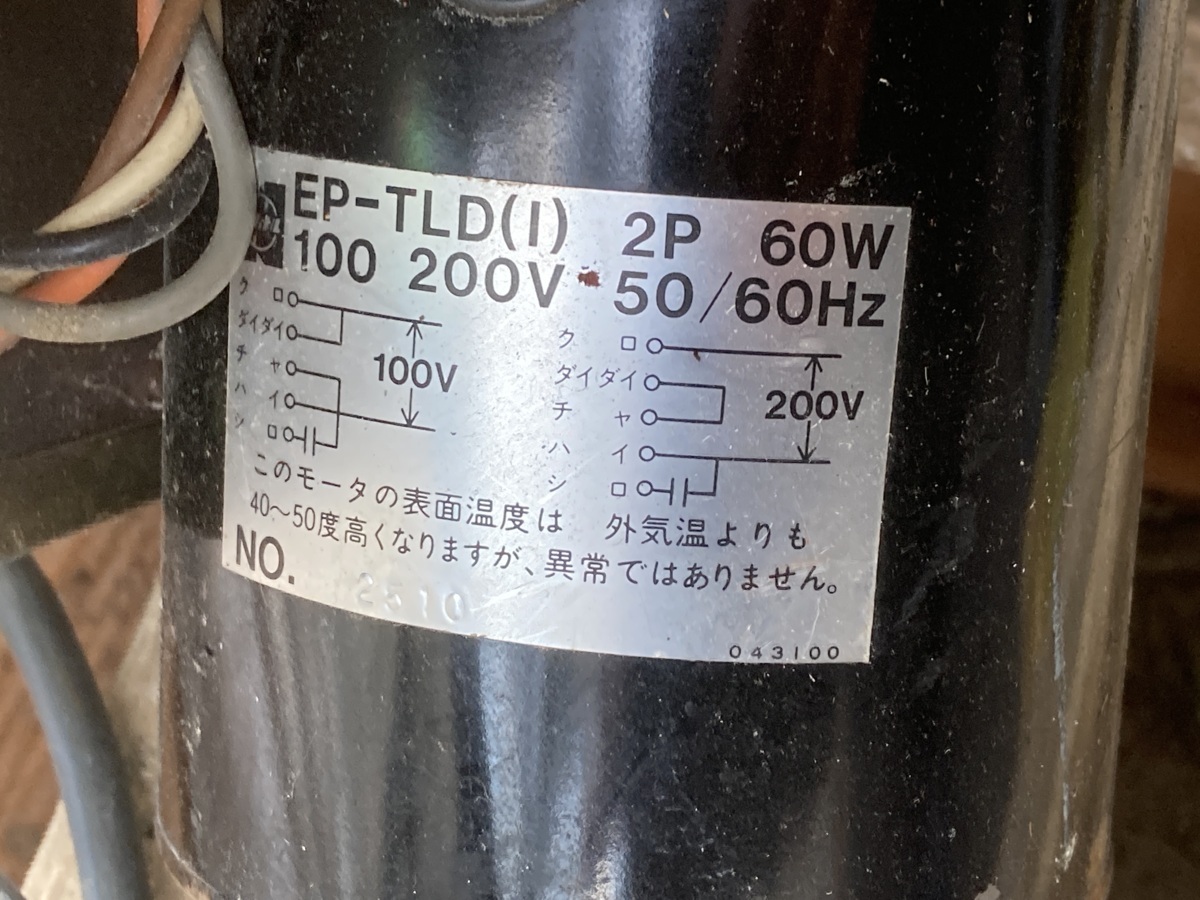 EP-TLD(I) 2P 60W
100 200V 50/60Hz
ク ロ
ダイダイ
チ ャ
ハ イ
シ ロ
100V
ク ロ
ダイダイ
チ ャ
ハ イ
シ ロ
200V
このモータの表面温度は 外気温よりも
40〜50度高くなりますが、異常ではありません。
NO. 2510
043100